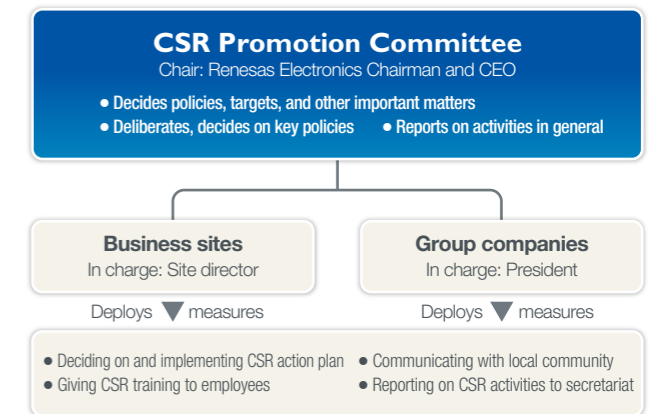 CSR Promotion Committee
Chair: Renesas Electronics Chairman and CEO
● Decides policies, targets, and other important matters
● Deliberates, decides on key policies ● Reports on activities in general
Business sites
In charge: Site director
Group companies
In charge: President
Deploys ▼ measures
Deploys ▼ measures
● Deciding on and implementing CSR action plan
● Giving CSR training to employees
● Communicating with local community
● Reporting on CSR activities to secretariat